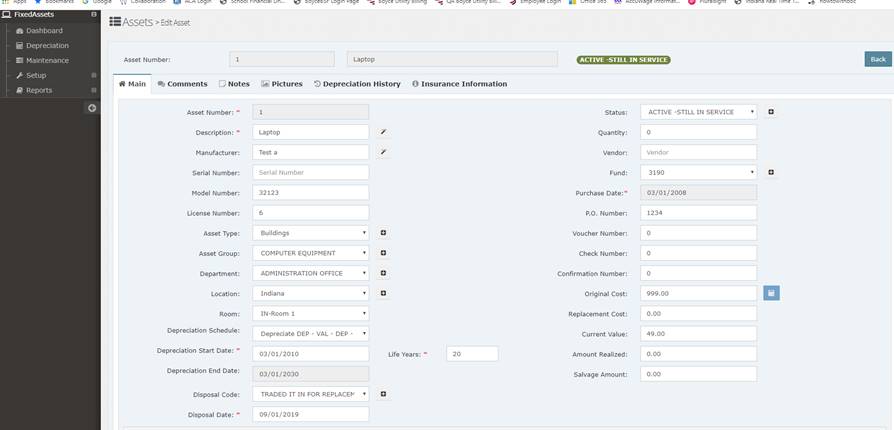 Apps Bookmarks Google Collaboration ACA Login School Financial On... BoyceSF Login Page Boyce Utility Billing QA Boyce Utility Bill... Employee Login Office 365 AccuWage Informat... Pluralsight Indiana Real Time T... howtowithdoc
FixedAssets
Dashboard
Depreciation
Maintenance
Setup
Reports
Assets > Edit Asset
Asset Number: 1 Laptop ACTIVE -STILL IN SERVICE Back
Main Comments Notes Pictures Depreciation History Insurance Information
Asset Number: * 1 Status: ACTIVE -STILL IN SERVICE
Description: * Laptop Quantity: 0
Manufacturer: Test a Vendor: Vendor
Serial Number: Serial Number Fund: 3190
Model Number: 32123 Purchase Date:* 03/01/2008
License Number: 6 P.O. Number: 1234
Asset Type: Buildings Voucher Number: 0
Asset Group: COMPUTER EQUIPMENT Check Number: 0
Department: ADMINISTRATION OFFICE Confirmation Number: 0
Location: Indiana Original Cost: 999.00
Room: IN-Room 1 Replacement Cost: 0.00
Depreciation Schedule: Depreciate DEP - VAL - DEP - Current Value: 49.00
Depreciation Start Date: * 03/01/2010 Life Years: * 20 Amount Realized: 0.00
Depreciation End Date: 03/01/2030 Salvage Amount: 0.00
Disposal Code: TRADED IT IN FOR REPLACEM
Disposal Date: * 09/01/2019